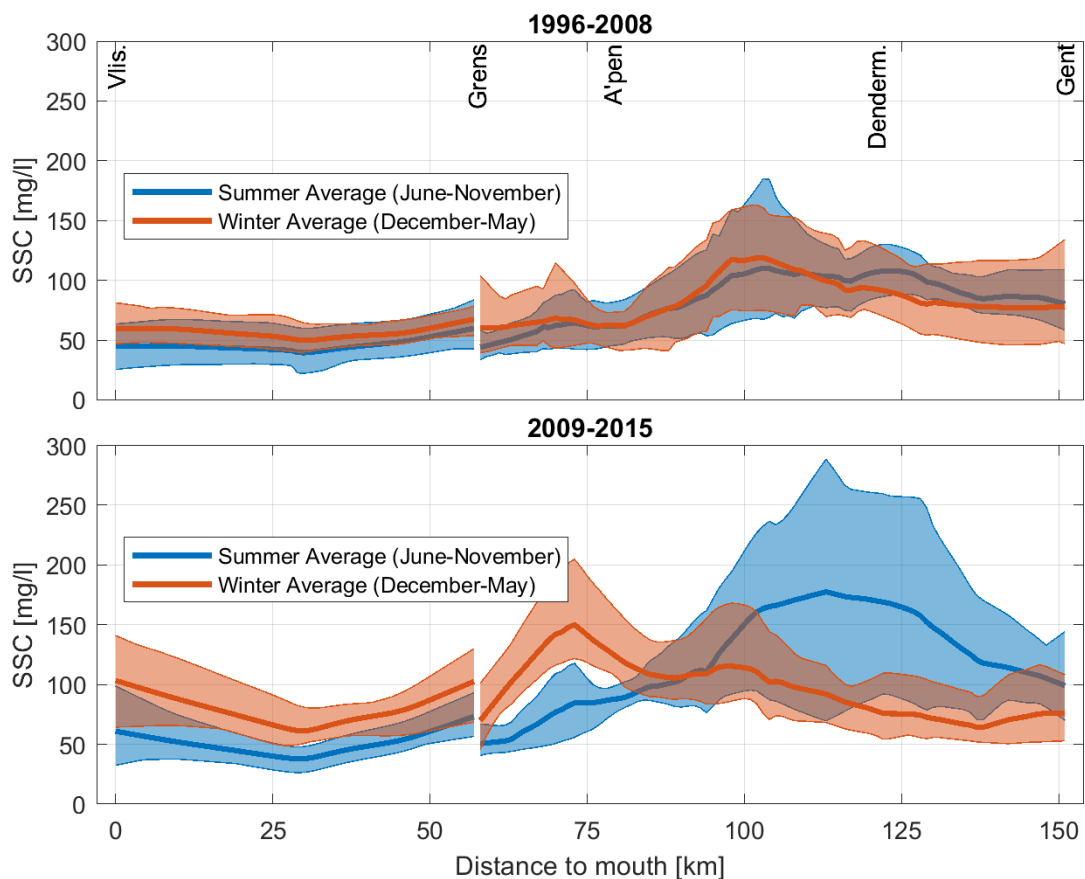 1996-2008
300
250
200
150
100
50
0
SSC [mg/l]
Vlis.
Grens
A'pen
Denderm.
Gent
Summer Average (June-November)
Winter Average (December-May)
2009-2015
300
250
200
150
100
50
0
SSC [mg/l]
Summer Average (June-November)
Winter Average (December-May)
0
25
50
75
100
125
150
Distance to mouth [km]